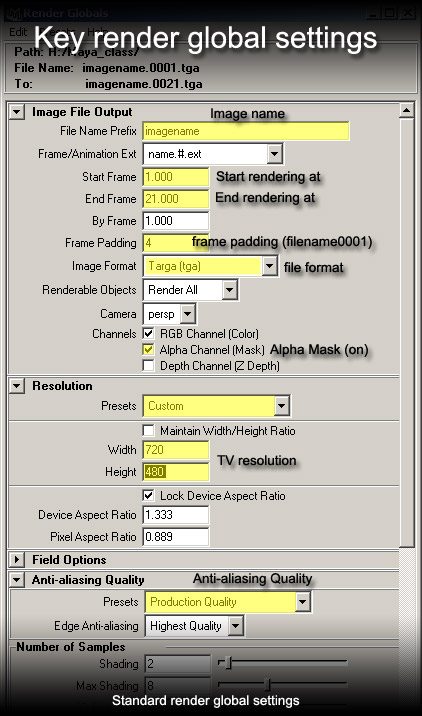 Render Globals
Key render global settings
Edit
Path: H:/Maya_class/
File Name: imagename.0001.tga
To: imagename.0021.tga
Image File Output Image name
File Name Prefix imagename
Frame/Animation Ext name.#.ext
Start Frame 1.000 Start rendering at
End Frame 21.000 End rendering at
By Frame 1.000
Frame Padding 4 frame padding (filename0001)
Image Format Targa (tga) file format
Renderable Objects Render All
Camera persp
Channels RGB Channel (Color)
Alpha Channel (Mask) Alpha Mask (on)
Depth Channel (Z Depth)
Resolution
Presets Custom
Maintain Width/Height Ratio
Width 720
TV resolution
Height 480
Lock Device Aspect Ratio
Device Aspect Ratio 1.333
Pixel Aspect Ratio 0.889
Field Options
Anti-aliasing Quality Anti-aliasing Quality
Presets Production Quality
Edge Anti-aliasing Highest Quality
Number of Samples
Shading 2
Max Shading 8
Standard render global settings